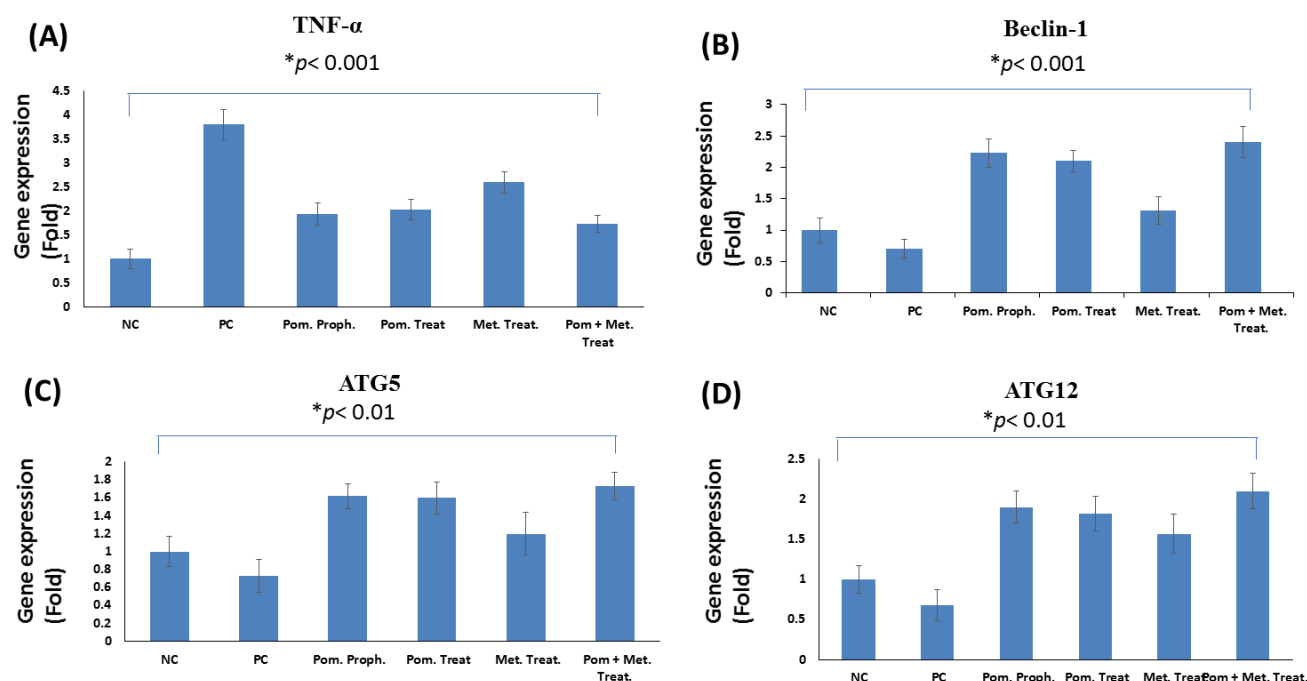 (A)
TNF-α
*p< 0.001
Gene expression
(Fold)
4.5
4
3.5
3
2.5
2
1.5
1
0.5
0
NC
PC
Pom. Proph.
Pom. Treat
Met. Treat.
Pom + Met.
Treat
(B)
Beclin-1
*p< 0.001
Gene expression
(Fold)
3
2.5
2
1.5
1
0.5
0
NC
PC
Pom. Proph.
Pom. Treat
Met. Treat.
Pom + Met.
Treat.
(C)
ATG5
*p< 0.01
Gene expression
(Fold)
2
1.8
1.6
1.4
1.2
1
0.8
0.6
0.4
0.2
0
NC
PC
Pom. Proph.
Pom. Treat
Met. Treat.
Pom + Met.
Treat.
(D)
ATG12
*p< 0.01
Gene expression
(Fold)
2.5
2
1.5
1
0.5
0
NC
PC
Pom. Proph.
Pom. Treat
Met. Treat
Pom + Met. Treat.